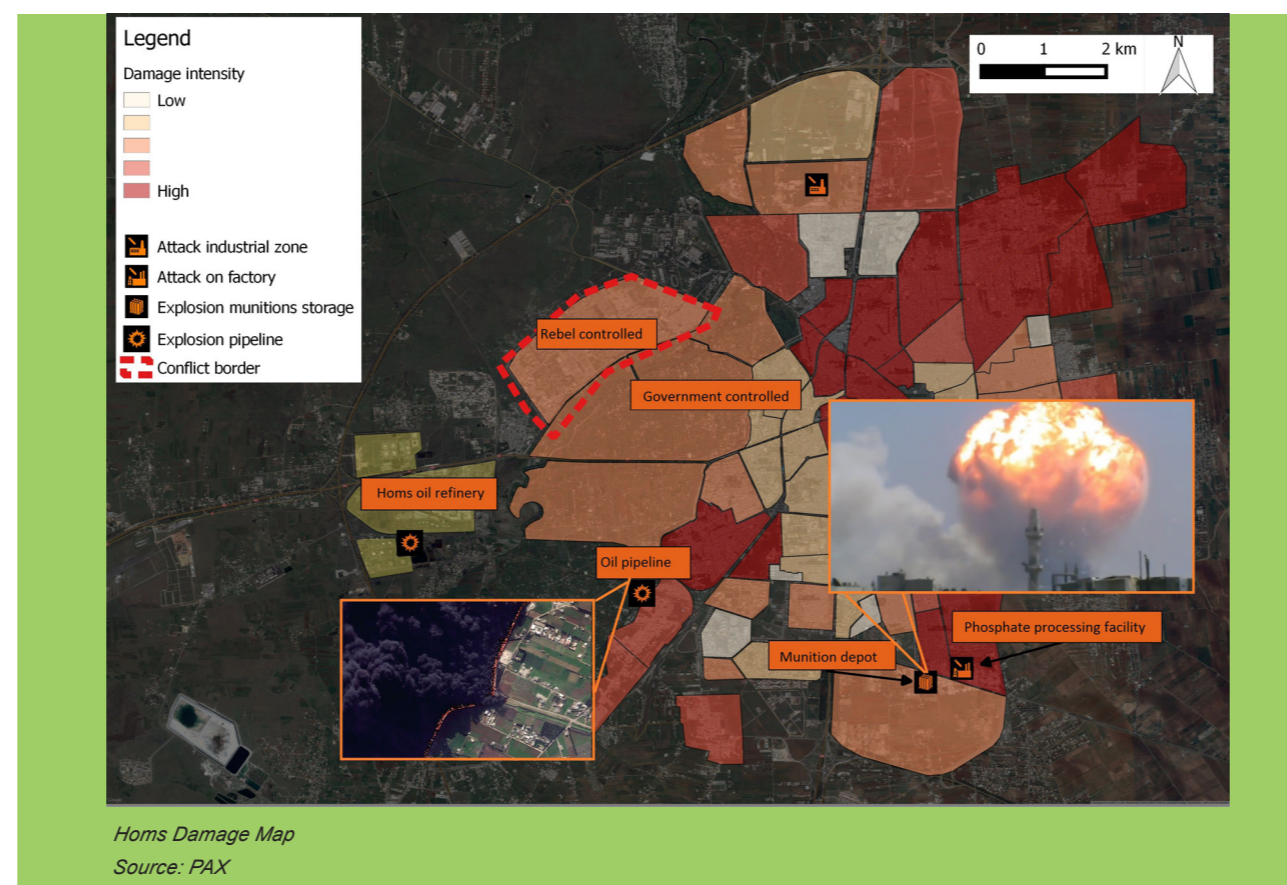 Legend
Damage intensity
Low
High
Attack industrial zone
Attack on factory
Explosion munitions storage
Explosion pipeline
Conflict border
0 1 2 km
N
Rebel controlled
Government controlled
Homs oil refinery
Oil pipeline
Phosphate processing facility
Munition depot
Homs Damage Map
Source: PAX